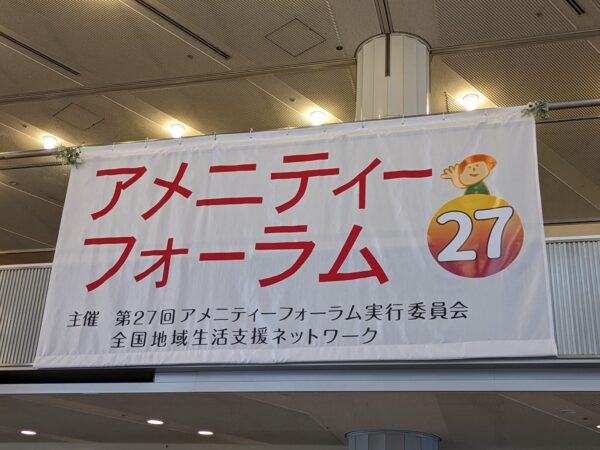 アメニティー
フォーラム
27
主催 第27回アメニティーフォーラム実行委員会
全国地域生活支援ネットワーク